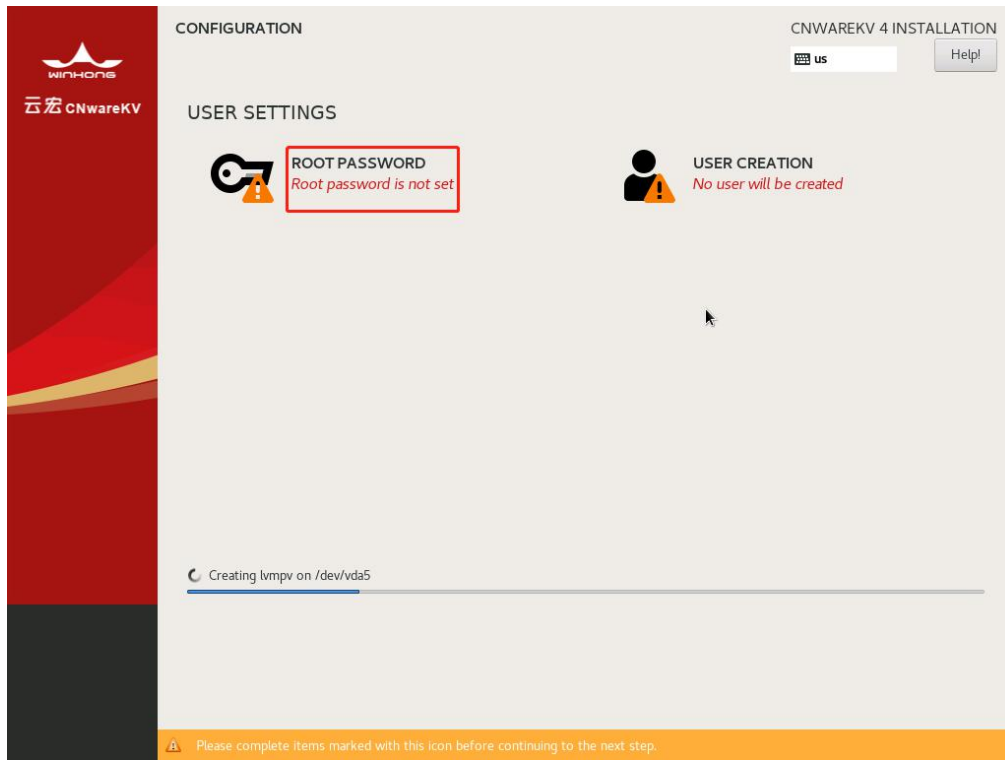 WINHONG
云宏 CNwareKV
CONFIGURATION
CNWAREKV 4 INSTALLATION
us
Help!
USER SETTINGS
ROOT PASSWORD
Root password is not set
USER CREATION
No user will be created
Creating lvmpv on /dev/vda5
Please complete items marked with this icon before continuing to the next step.